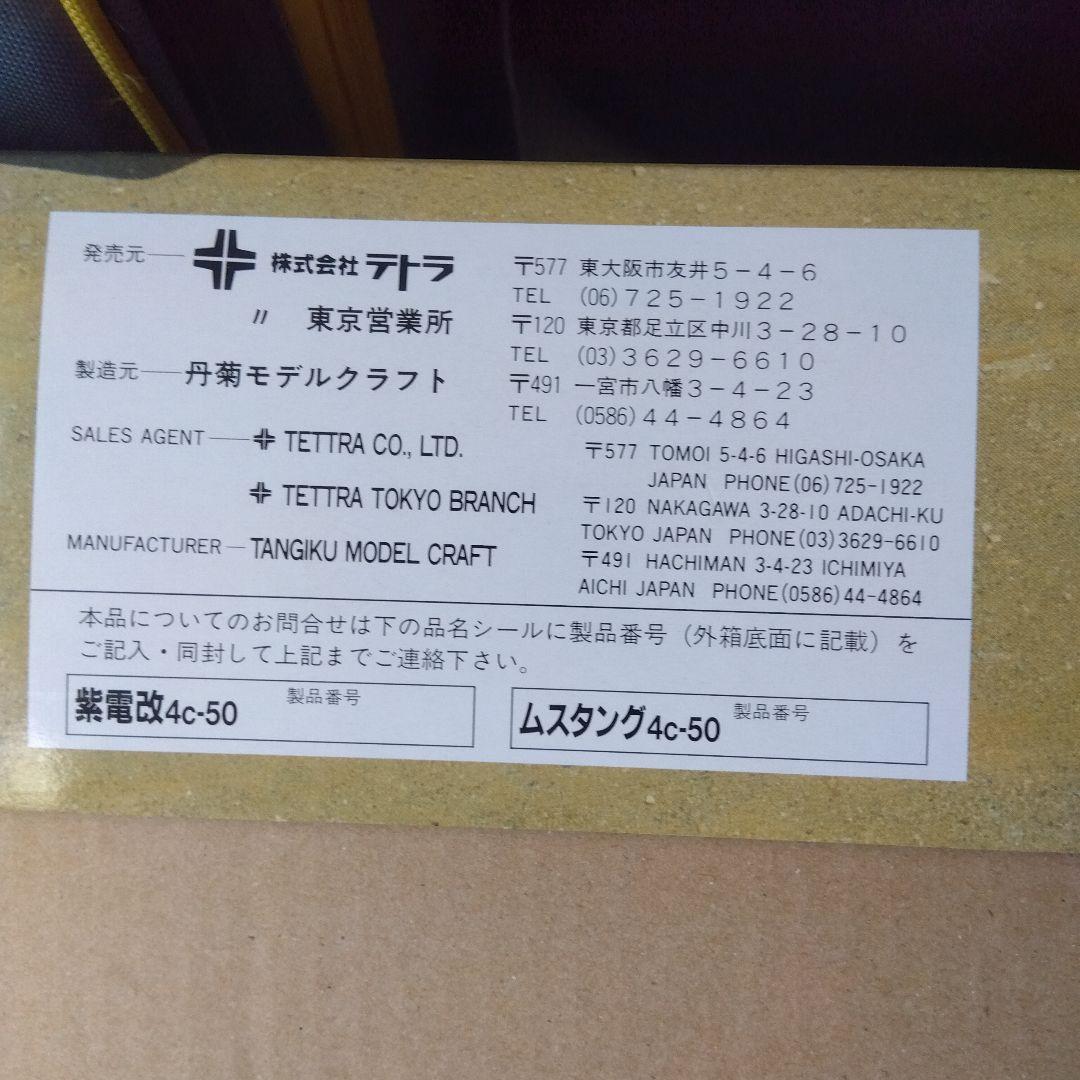 発売元 株式会社 テトラ 〒577 東大阪市友井5-4-6
TEL (06)725-1922
〃 東京営業所 〒120 東京都足立区中川3-28-10
TEL (03)3629-6610
製造元 丹菊モデルクラフト 〒491 一宮市八幡3-4-23
TEL (0586)44-4864
SALES AGENT TETTRA CO., LTD. 〒577 TOMOI 5-4-6 HIGASHI-OSAKA
JAPAN PHONE(06)725-1922
TETTRA TOKYO BRANCH 〒120 NAKAGAWA 3-28-10 ADACHI-KU
TOKYO JAPAN PHONE(03)3629-6610
MANUFACTURER TANGIKU MODEL CRAFT 〒491 HACHIMAN 3-4-23 ICHIMIYA
AICHI JAPAN PHONE(0586)44-4864
本品についてのお問合せは下の品名シールに製品番号(外箱底面に記載)を
ご記入・同封して上記までご連絡下さい。
紫電改4c-50 製品番号
ムスタング4c-50 製品番号